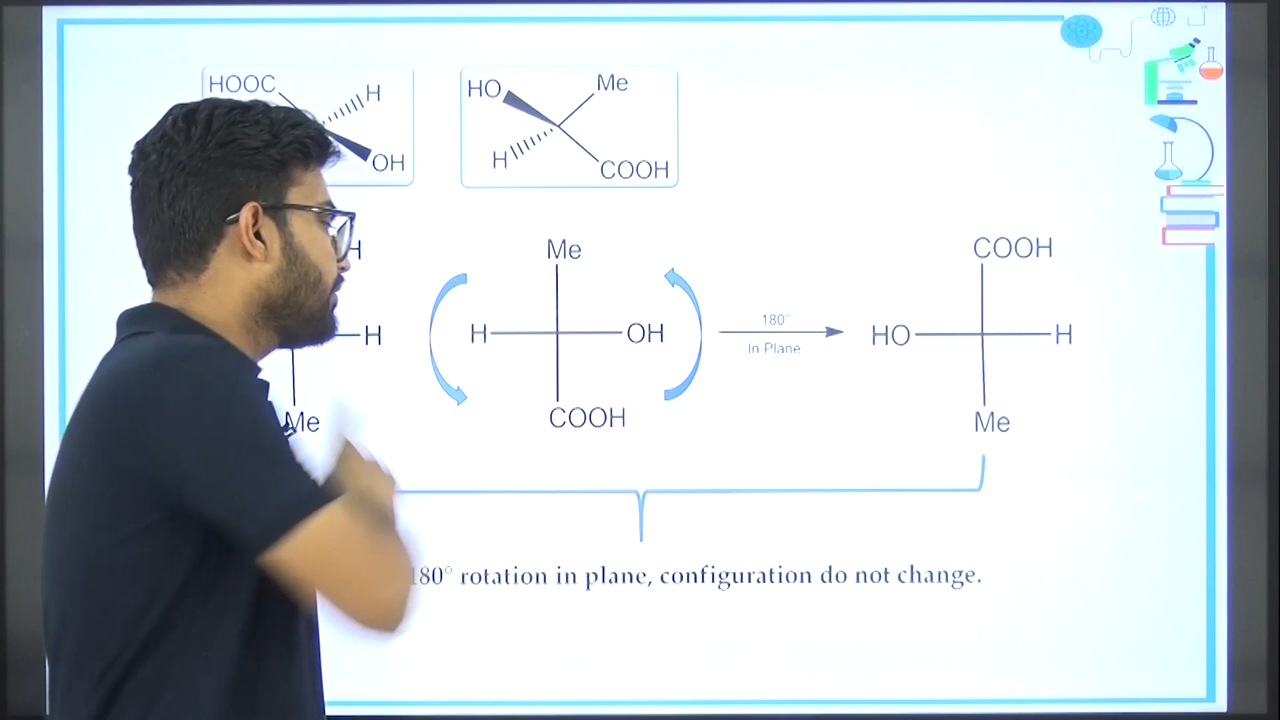 HOOC
H
OH
HO
Me
H
COOH
H
Me
Me
H
OH
COOH
180°
In Plane
COOH
HO
H
Me
180° rotation in plane, configuration do not change.